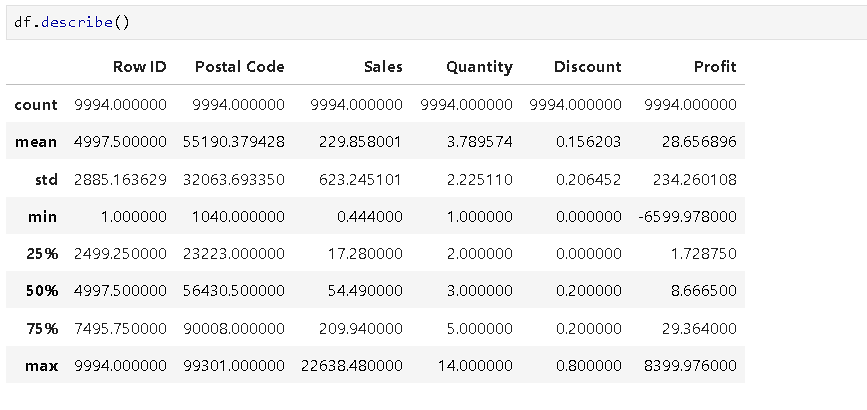 df.describe()
Row ID Postal Code Sales Quantity Discount Profit
count 9994.000000 9994.000000 9994.000000 9994.000000 9994.000000 9994.000000
mean 4997.500000 55190.379428 229.858001 3.789574 0.156203 28.656896
std 2885.163629 32063.693350 623.245101 2.225110 0.206452 234.260108
min 1.000000 1040.000000 0.444000 1.000000 0.000000 -6599.978000
25% 2499.250000 23223.000000 17.280000 2.000000 0.000000 1.728750
50% 4997.500000 56430.500000 54.490000 3.000000 0.200000 8.666500
75% 7495.750000 90008.000000 209.940000 5.000000 0.200000 29.364000
max 9994.000000 99301.000000 22638.480000 14.000000 0.800000 8399.976000